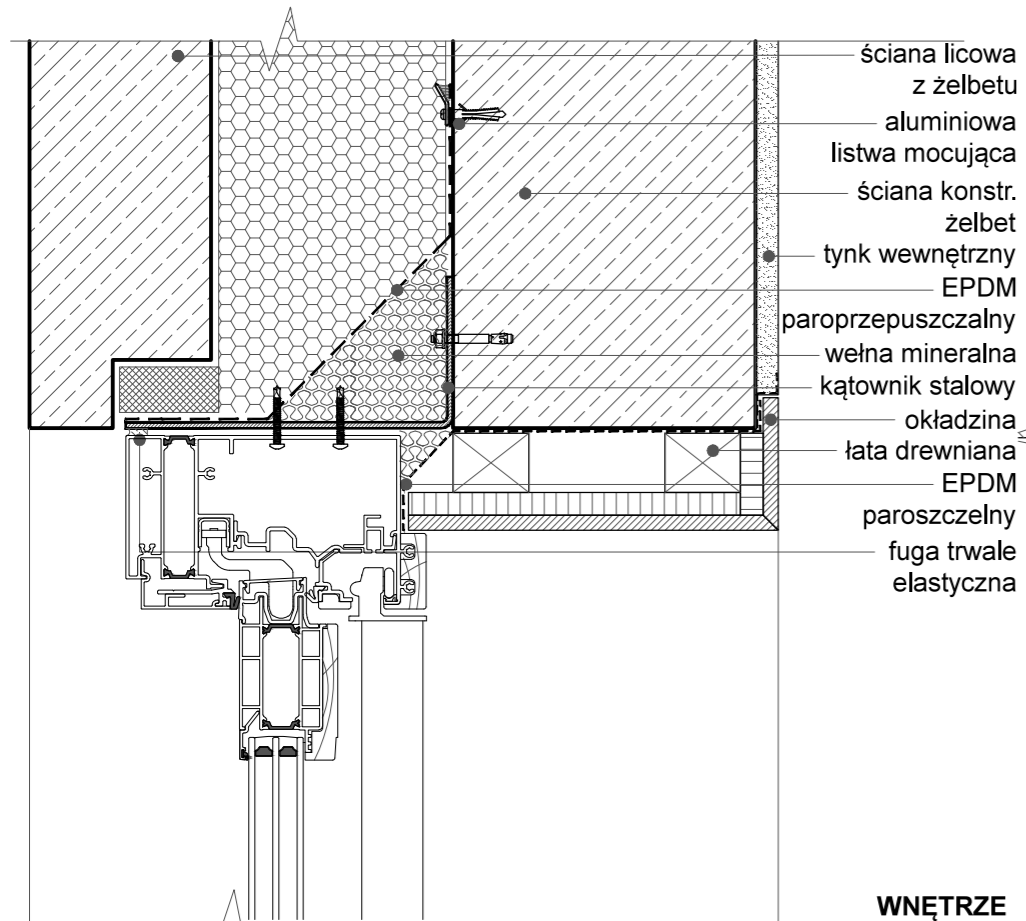 ściana licowa
z żelbetu
aluminiowa
listwa mocująca
ściana konstr.
żelbet
tynk wewnętrzny
EPDM
paroprzepuszczalny
wełna mineralna
kątownik stalowy
okładzina
łata drewniana
EPDM
paroszczelny
fuga trwale
elastyczna
WNĘTRZE